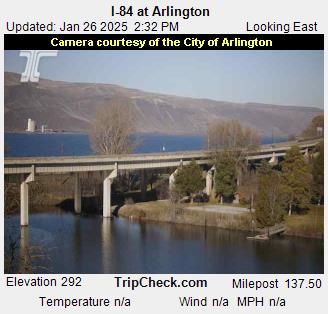 I-84 at Arlington
Updated: Jan 26 2025 2:32 PM Looking East
Camera courtesy of the City of Arlington
Elevation 292 TripCheck.com Milepost 137.50
Temperature n/a Wind n/a MPH n/a